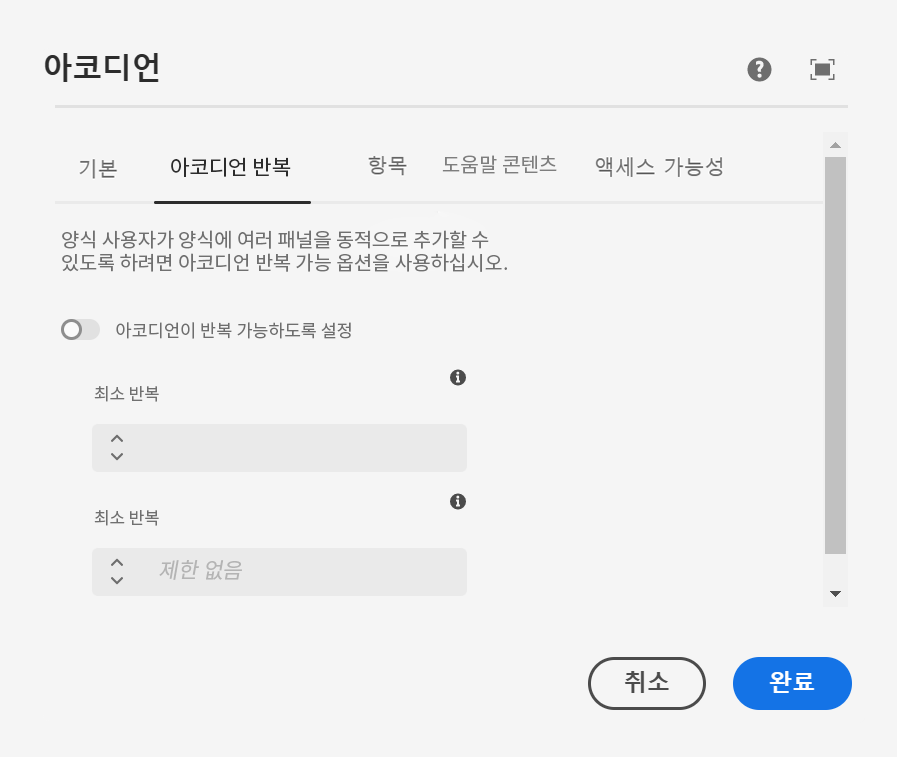 아코디언
기본 아코디언 반복 항목 도움말 콘텐츠 액세스 가능성
양식 사용자가 양식에 여러 패널을 동적으로 추가할 수
있도록 하려면 아코디언 반복 가능 옵션을 사용하십시오.
아코디언이 반복 가능하도록 설정
최소 반복
최소 반복
제한 없음
취소 완료